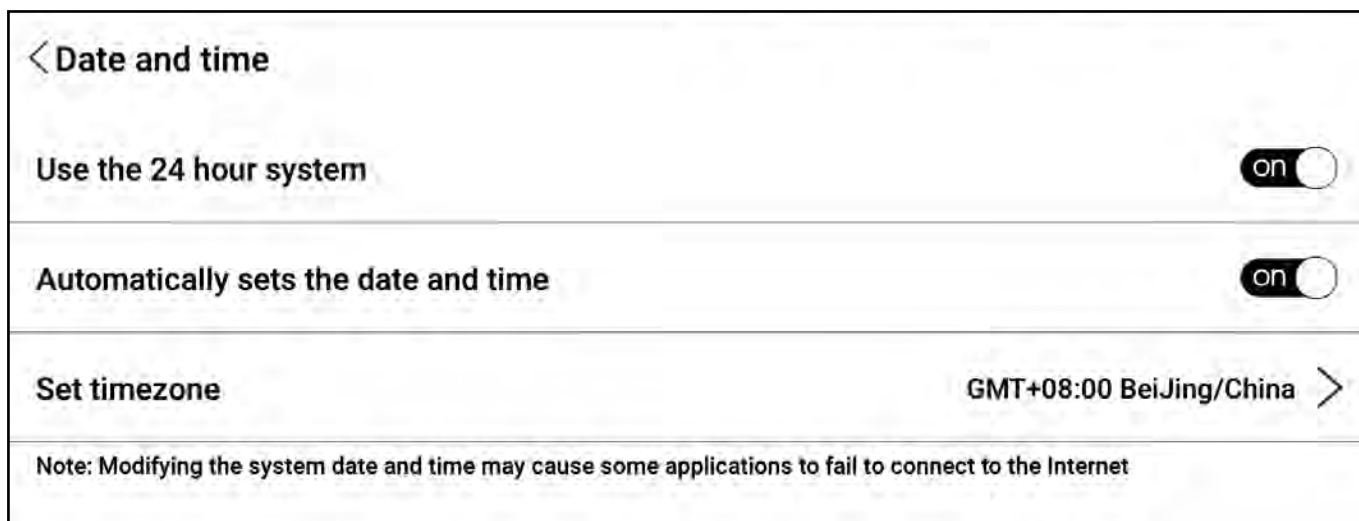 Date and time
Use the 24 hour system on
Automatically sets the date and time on
Set timezone GMT+08:00 BeiJing/China
Note: Modifying the system date and time may cause some applications to fail to connect to the Internet